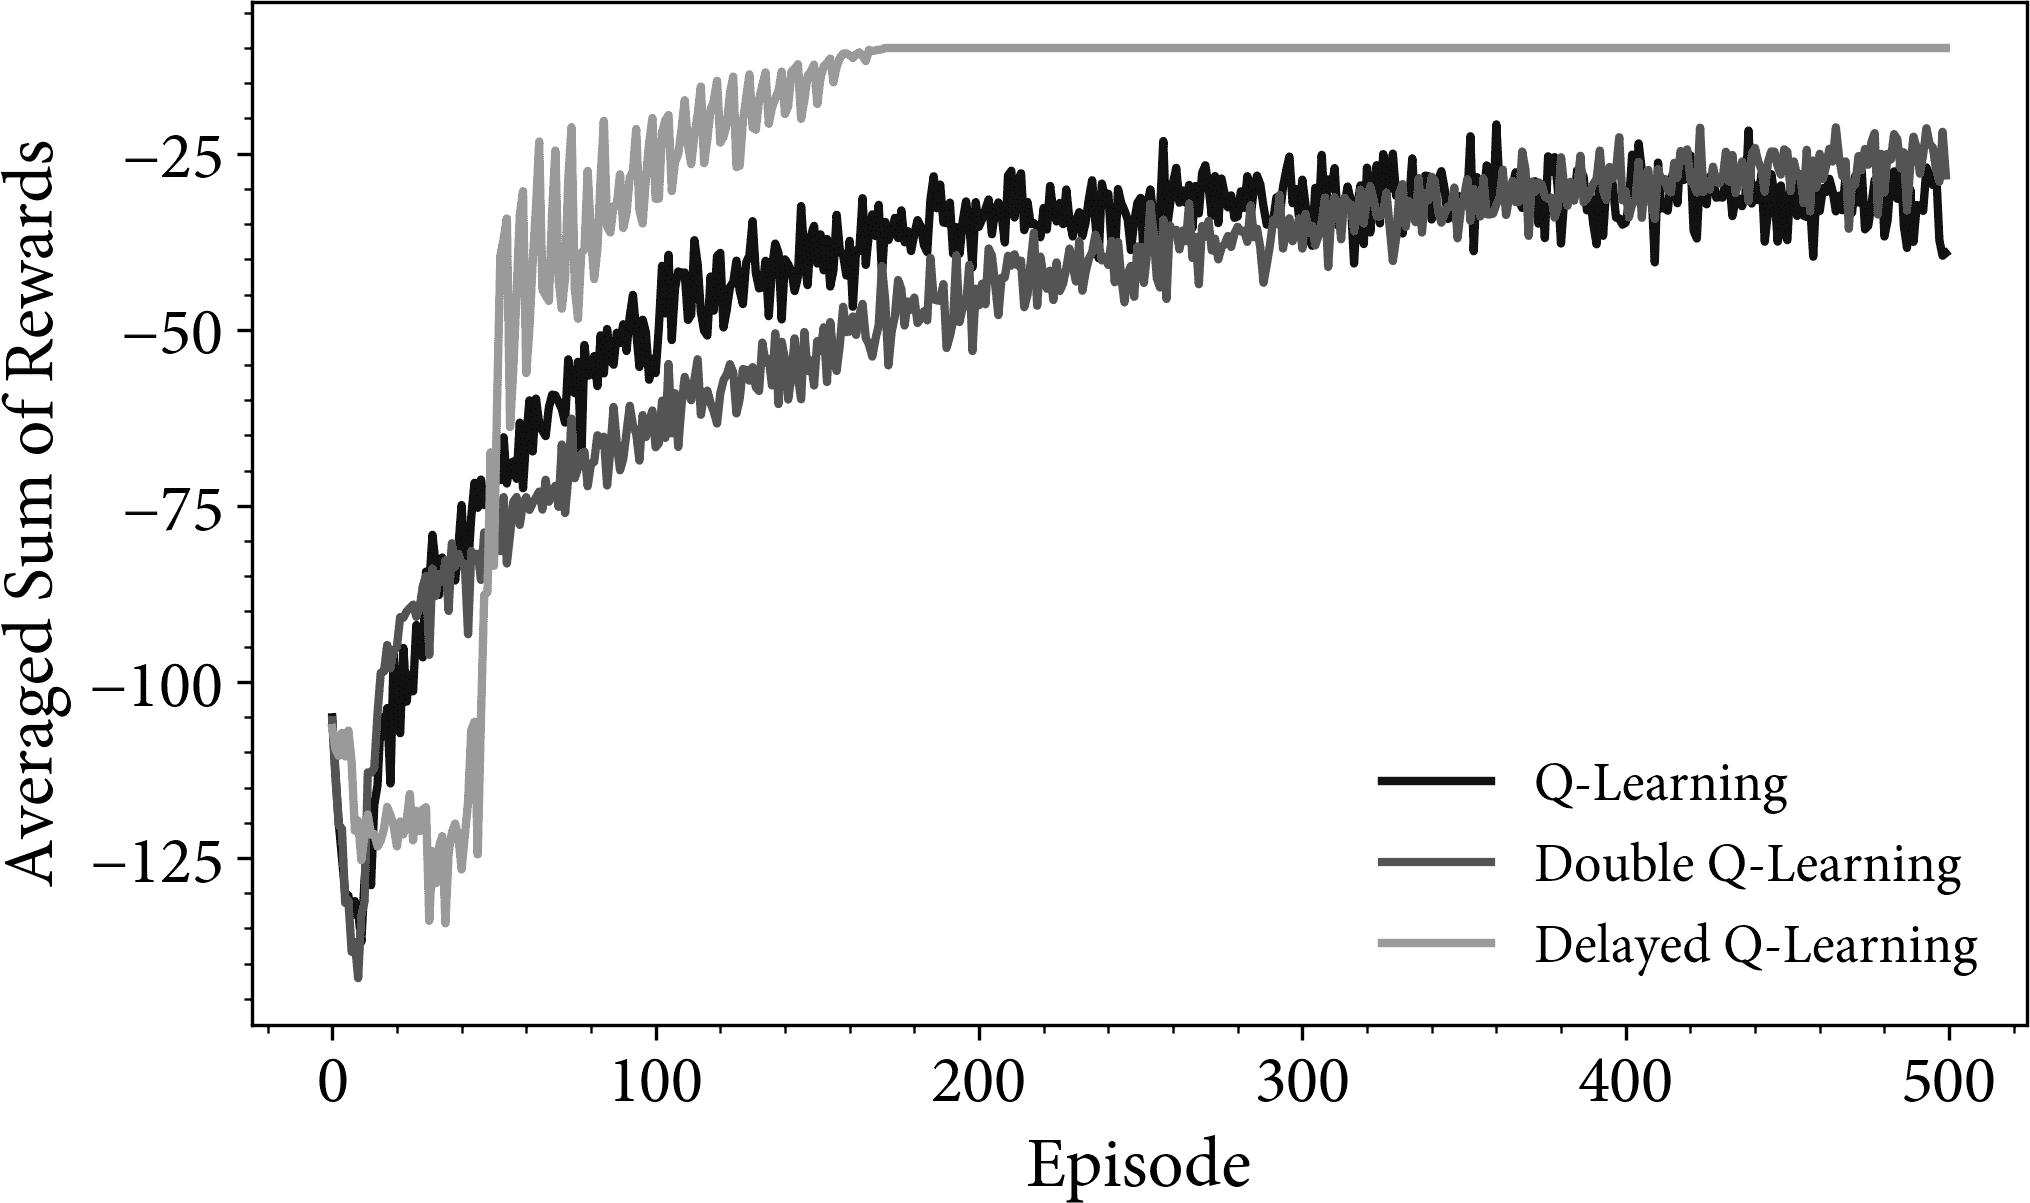 Averaged Sum of Rewards
−25
−50
−75
−100
−125
Q-Learning
Double Q-Learning
Delayed Q-Learning
0 100 200 300 400 500
Episode